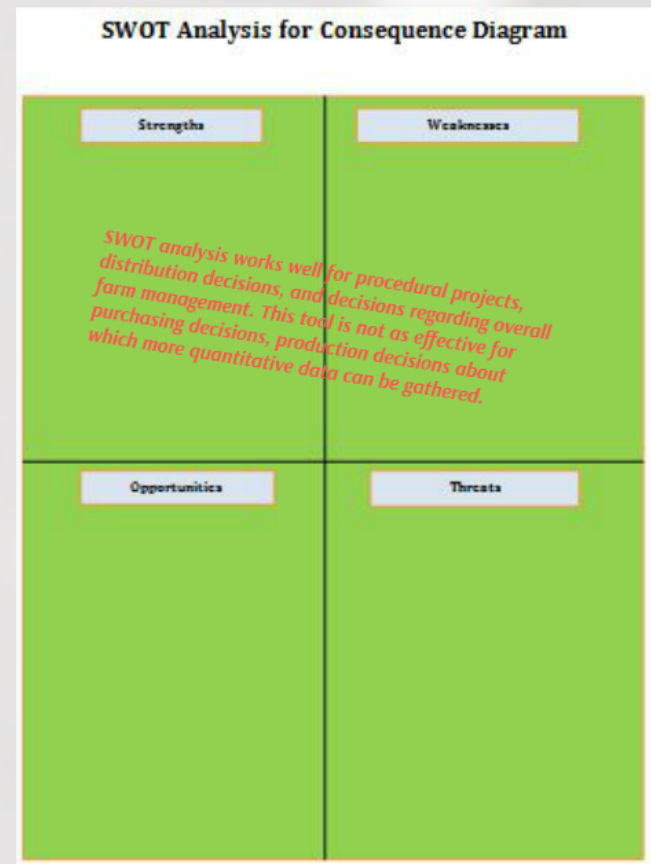 SWOT Analysis for Consequence Diagram
Strengths
Weaknesses
SWOT analysis works well for procedural projects,
distribution decisions, and decisions regarding overall
farm management. This tool is not as effective for
purchasing decisions, production decisions about
which more quantitative data can be gathered.
Opportunities
Threats